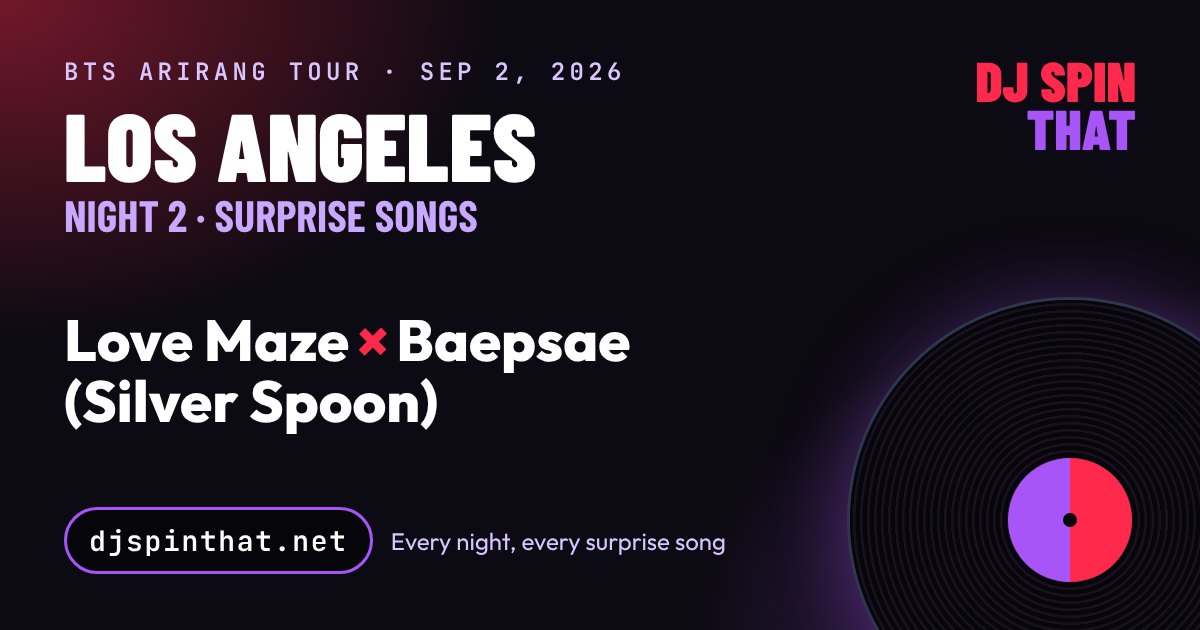 BTS ARIRANG TOUR · SEP 2, 2026
LOS ANGELES
NIGHT 2 · SURPRISE SONGS
DJ SPIN
THAT
Love Maze × Baepsae
(Silver Spoon)
djspinthat.net
Every night, every surprise song